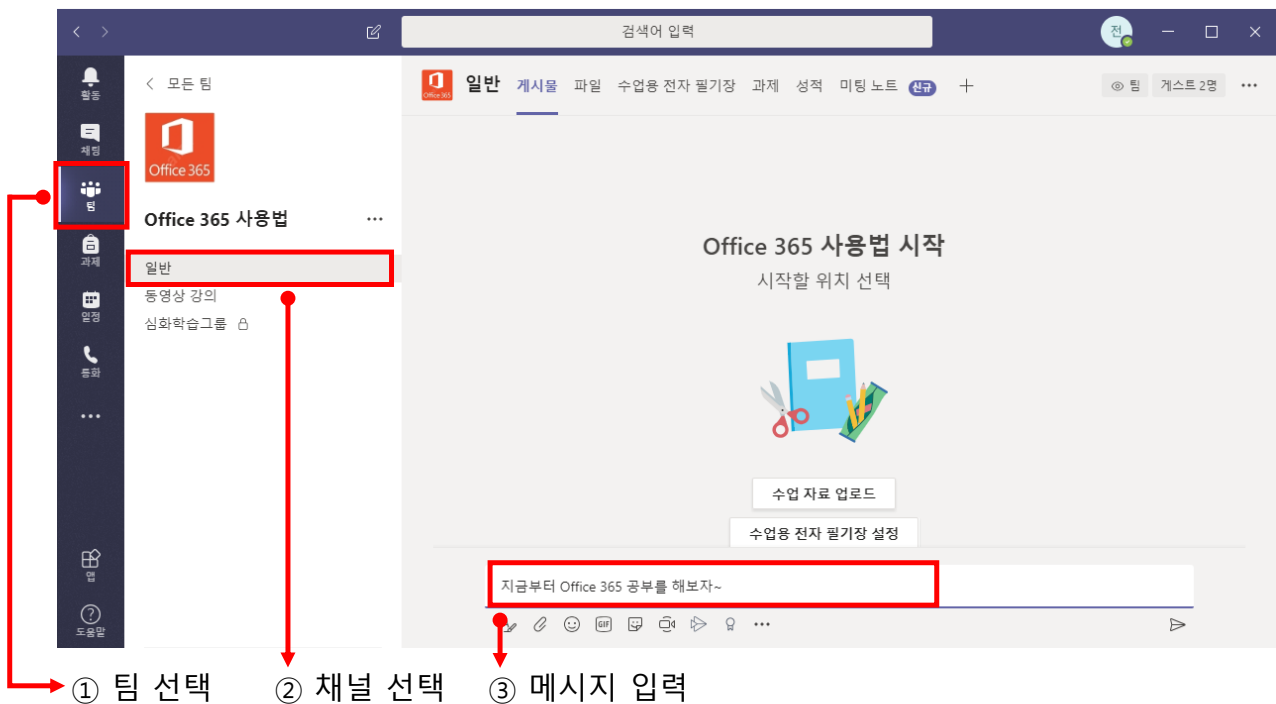 검색어 입력
전
활동
채팅
팀
과제
일정
통화
앱
도움말
모든 팀
Office 365
Office 365 사용법
일반
동영상 강의
심화학습그룹
Office 365
일반 게시물 파일 수업용 전자 필기장 과제 성적 미팅 노트 신규
팀 게스트 2명
Office 365 사용법 시작
시작할 위치 선택
수업 자료 업로드
수업용 전자 필기장 설정
지금부터 Office 365 공부를 해보자~
GIF
① 팀 선택 ② 채널 선택 ③ 메시지 입력